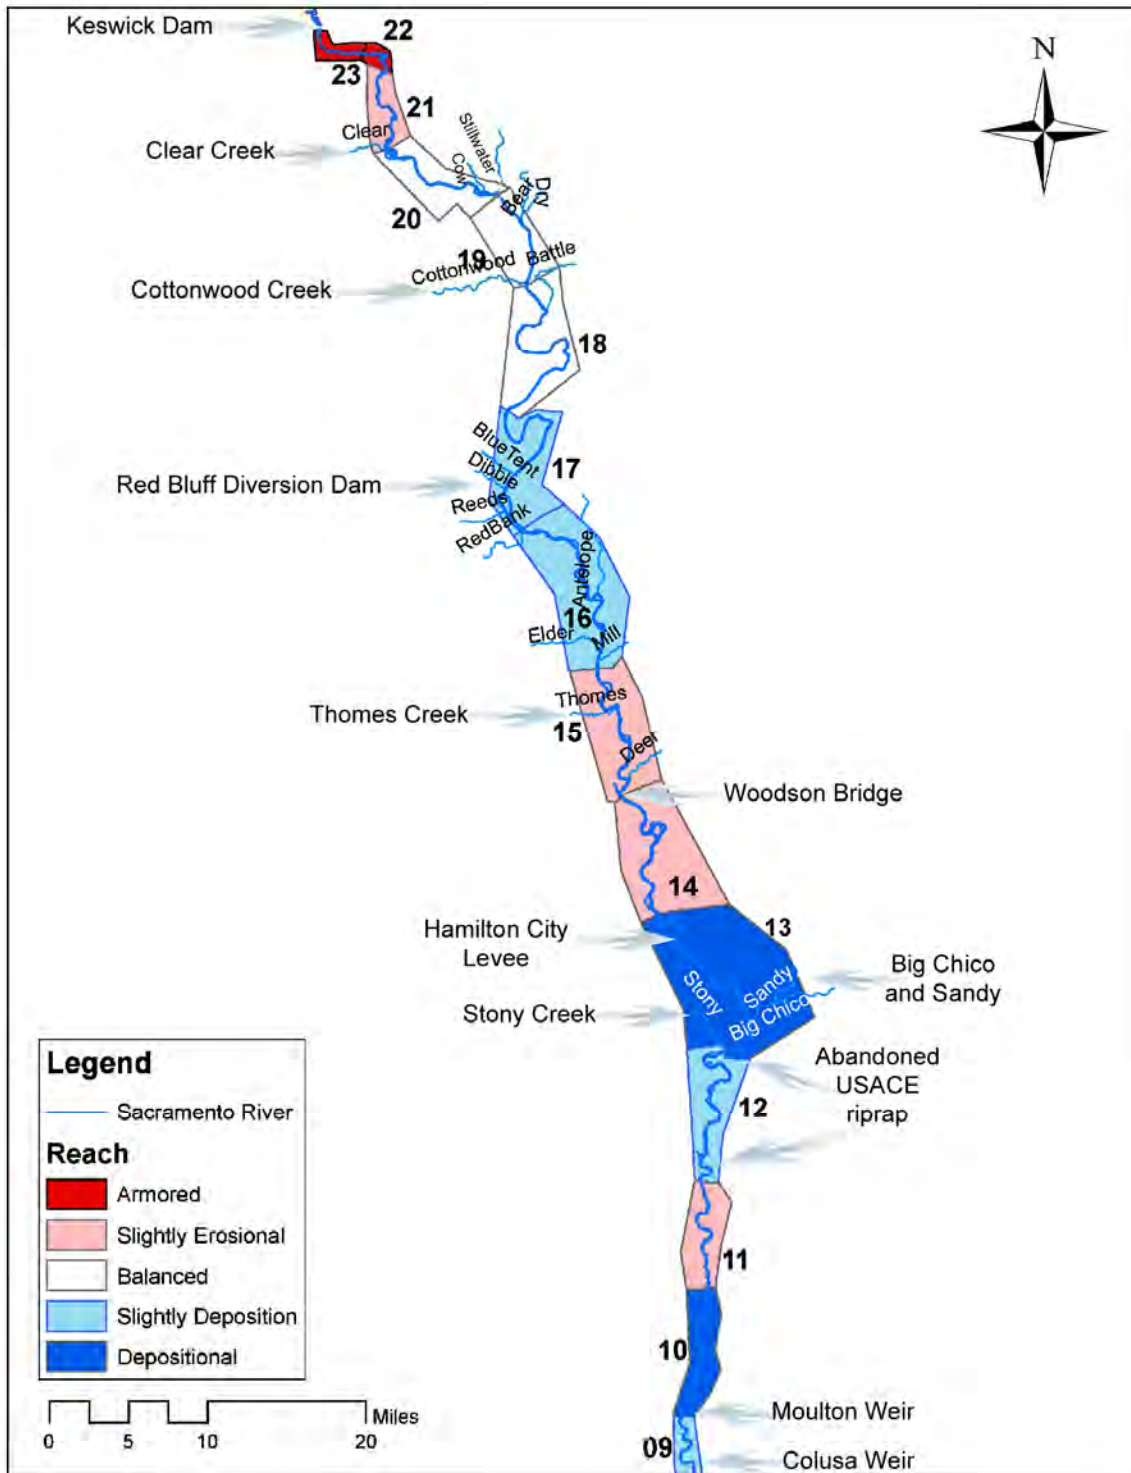 Keswick Dam
22
23
N
21
Clear
Clear Creek
Stillwater
Cow
Bear
Dry
20
19
Cottonwood Battle
Cottonwood Creek
18
BlueTent
17
Dibble
Red Bluff Diversion Dam
Reeds
RedBank
Antelope
16
Elder
Mill
Thomes
Thomes Creek
15
Deer
Woodson Bridge
14
Hamilton City
Levee
13
Stony
Sandy
Big Chico
Big Chico
and Sandy
Stony Creek
Abandoned
USACE
riprap
12
11
10
Moulton Weir
09
Colusa Weir
Legend
Sacramento River
Reach
Armored
Slightly Erosional
Balanced
Slightly Deposition
Depositional
Miles
0 5 10 20